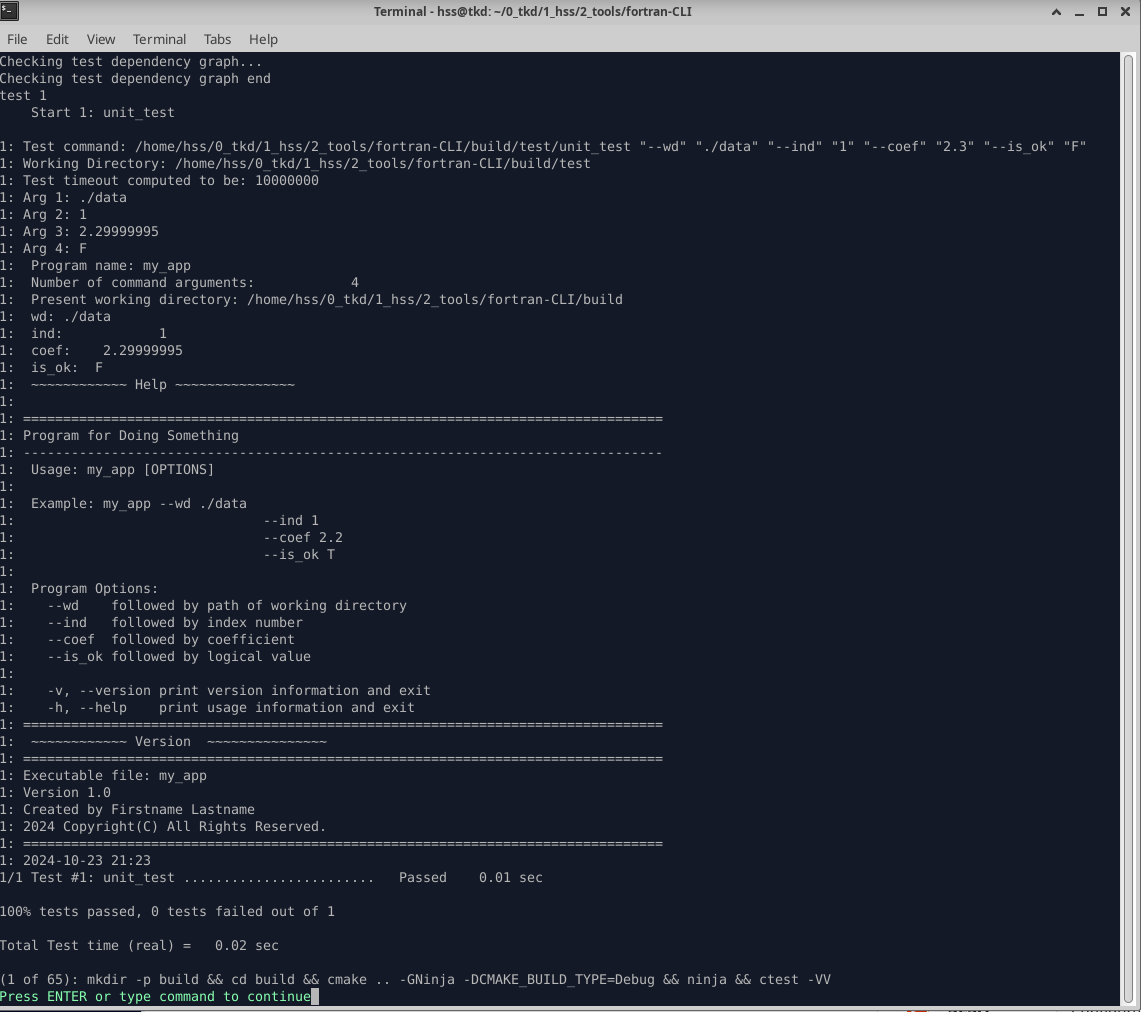 Terminal - hss@tkd: ~/0_tkd/1_hss/2_tools/fortran-CLI
File Edit View Terminal Tabs Help
Checking test dependency graph...
Checking test dependency graph end
test 1
    Start 1: unit_test

1: Test command: /home/hss/0_tkd/1_hss/2_tools/fortran-CLI/build/test/unit_test "--wd" "./data" "--ind" "1" "--coef" "2.3" "--is_ok" "F"
1: Working Directory: /home/hss/0_tkd/1_hss/2_tools/fortran-CLI/build/test
1: Test timeout computed to be: 10000000
1: Arg 1: ./data
1: Arg 2: 1
1: Arg 3: 2.29999995
1: Arg 4: F
1:  Program name: my_app
1:  Number of command arguments:            4
1:  Present working directory: /home/hss/0_tkd/1_hss/2_tools/fortran-CLI/build
1:  wd: ./data
1:  ind:            1
1:  coef:    2.29999995
1:  is_ok:  F
1:  ~~~~~~~~~~~~ Help ~~~~~~~~~~~~~~~
1:
1: ================================================================================
1: Program for Doing Something
1: --------------------------------------------------------------------------------
1:  Usage: my_app [OPTIONS]
1:
1:  Example: my_app --wd ./data
1:                               --ind 1
1:                               --coef 2.2
1:                               --is_ok T
1:
1:  Program Options:
1:    --wd    followed by path of working directory
1:    --ind   followed by index number
1:    --coef  followed by coefficient
1:    --is_ok followed by logical value
1:
1:    -v, --version print version information and exit
1:    -h, --help    print usage information and exit
1: ================================================================================
1:  ~~~~~~~~~~~~ Version  ~~~~~~~~~~~~~~~
1: ================================================================================
1: Executable file: my_app
1: Version 1.0
1: Created by Firstname Lastname
1: 2024 Copyright(C) All Rights Reserved.
1: ================================================================================
1: 2024-10-23 21:23
1/1 Test #1: unit_test ........................   Passed    0.01 sec

100% tests passed, 0 tests failed out of 1

Total Test time (real) =   0.02 sec

(1 of 65): mkdir -p build && cd build && cmake .. -GNinja -DCMAKE_BUILD_TYPE=Debug && ninja && ctest -VV
Press ENTER or type command to continue